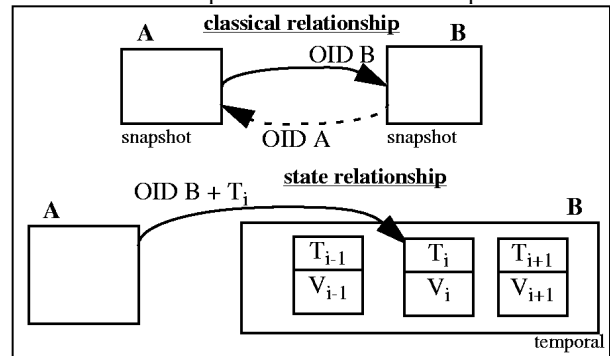 classical relationship
A
B
OID B
snapshot
OID A
snapshot
state relationship
OID B + Ti
A
B
Ti-1
Ti
Ti+1
Vi-1
Vi
Vi+1
temporal